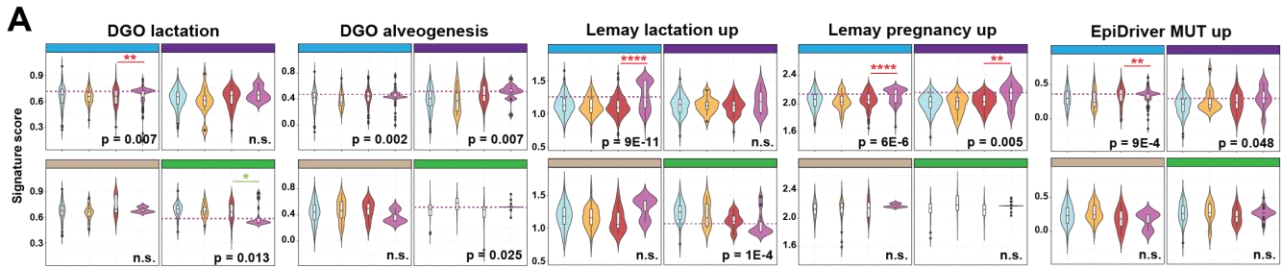 A
DGO lactation
DGO alveogenesis
Lemay lactation up
Lemay pregnancy up
EpiDriver MUT up
Signature score
0.9
0.6
0.3
**
p = 0.007
n.s.
0.8
0.4
0.0
p = 0.002
p = 0.007
1.5
1.0
0.5
****
p = 9E-11
n.s.
2.4
2.0
1.6
****
p = 6E-6
**
p = 0.005
0.5
0.0
**
p = 9E-4
p = 0.048
0.9
0.6
0.3
n.s.
*
p = 0.013
0.8
0.4
0.0
n.s.
p = 0.025
1.5
1.0
0.5
n.s.
p = 1E-4
2.4
2.0
1.6
n.s.
n.s.
0.5
0.0
n.s.
n.s.